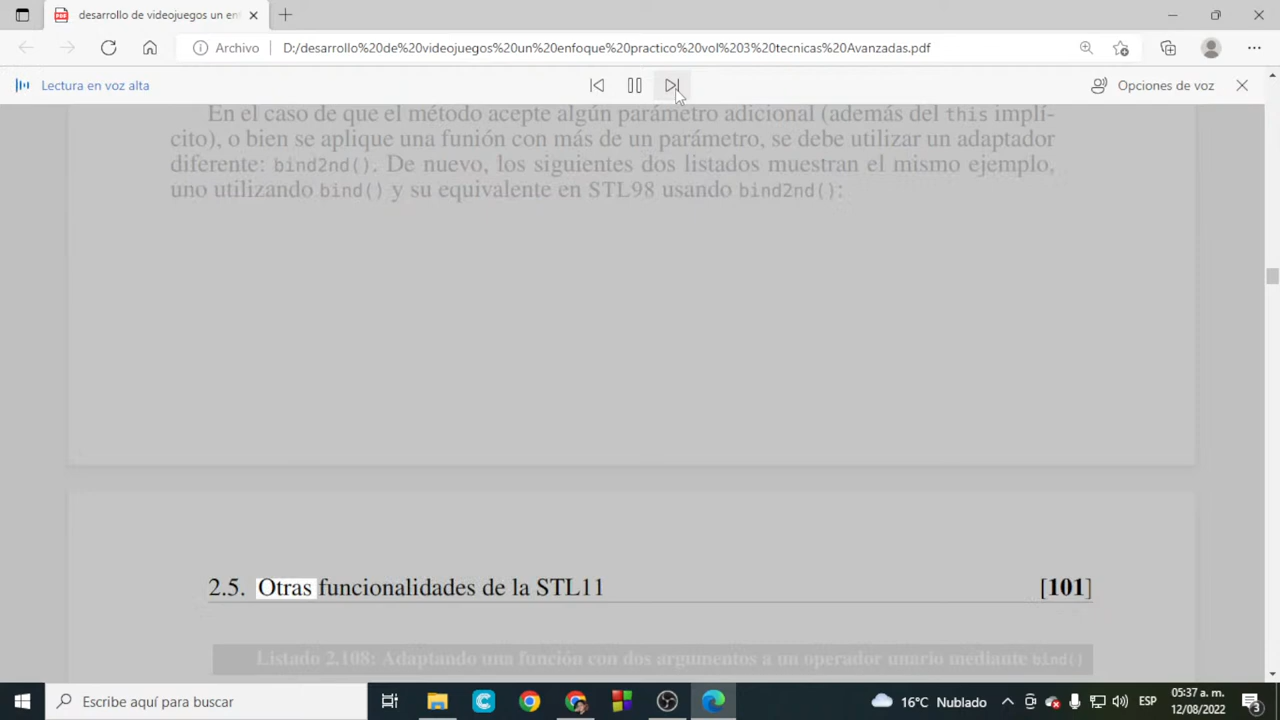 desarrollo de videojuegos un en
Archivo
D:/desarrollo%20de%20videojuegos%20un%20enfoque%20practico%20vol%203%20tecnicas%20Avanzadas.pdf
Lectura en voz alta
Opciones de voz
En el caso de que el método acepte algún parámetro adicional (además del this implí-
cito), o bien se aplique una funión con más de un parámetro, se debe utilizar un adaptador
diferente: bind2nd(). De nuevo, los siguientes dos listados muestran el mismo ejemplo,
uno utilizando bind() y su equivalente en STL98 usando bind2nd():
2.5. Otras funcionalidades de la STL11 [101]
Listado 2.108: Adaptando una función con dos argumentos a un operador unario mediante bind()
Escribe aquí para buscar
16°C Nublado
ESP
05:37 a. m.
12/08/2022
3